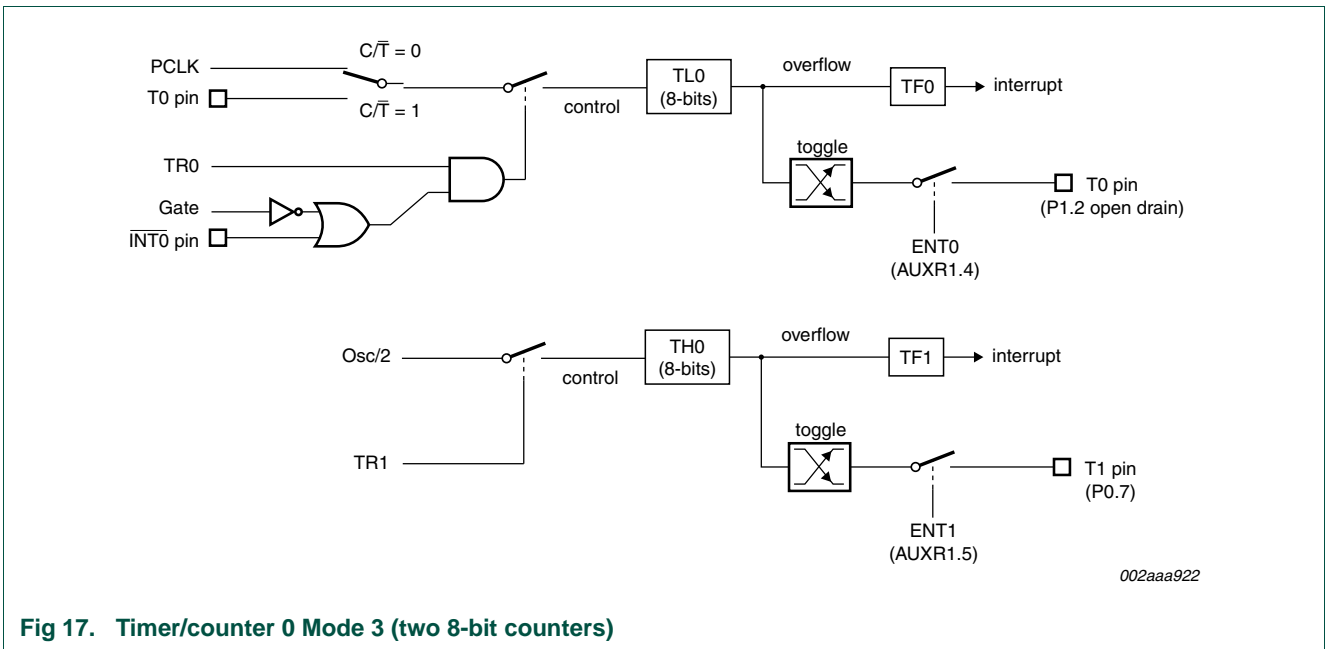 C/T̅ = 0
PCLK
T0 pin
C/T̅ = 1
control
TL0
(8-bits)
overflow
TF0
interrupt
toggle
TR0
Gate
I̅N̅T̅0̅ pin
T0 pin
(P1.2 open drain)
ENT0
(AUXR1.4)
Osc/2
control
TH0
(8-bits)
overflow
TF1
interrupt
toggle
TR1
T1 pin
(P0.7)
ENT1
(AUXR1.5)
002aaa922
Fig 17. Timer/counter 0 Mode 3 (two 8-bit counters)